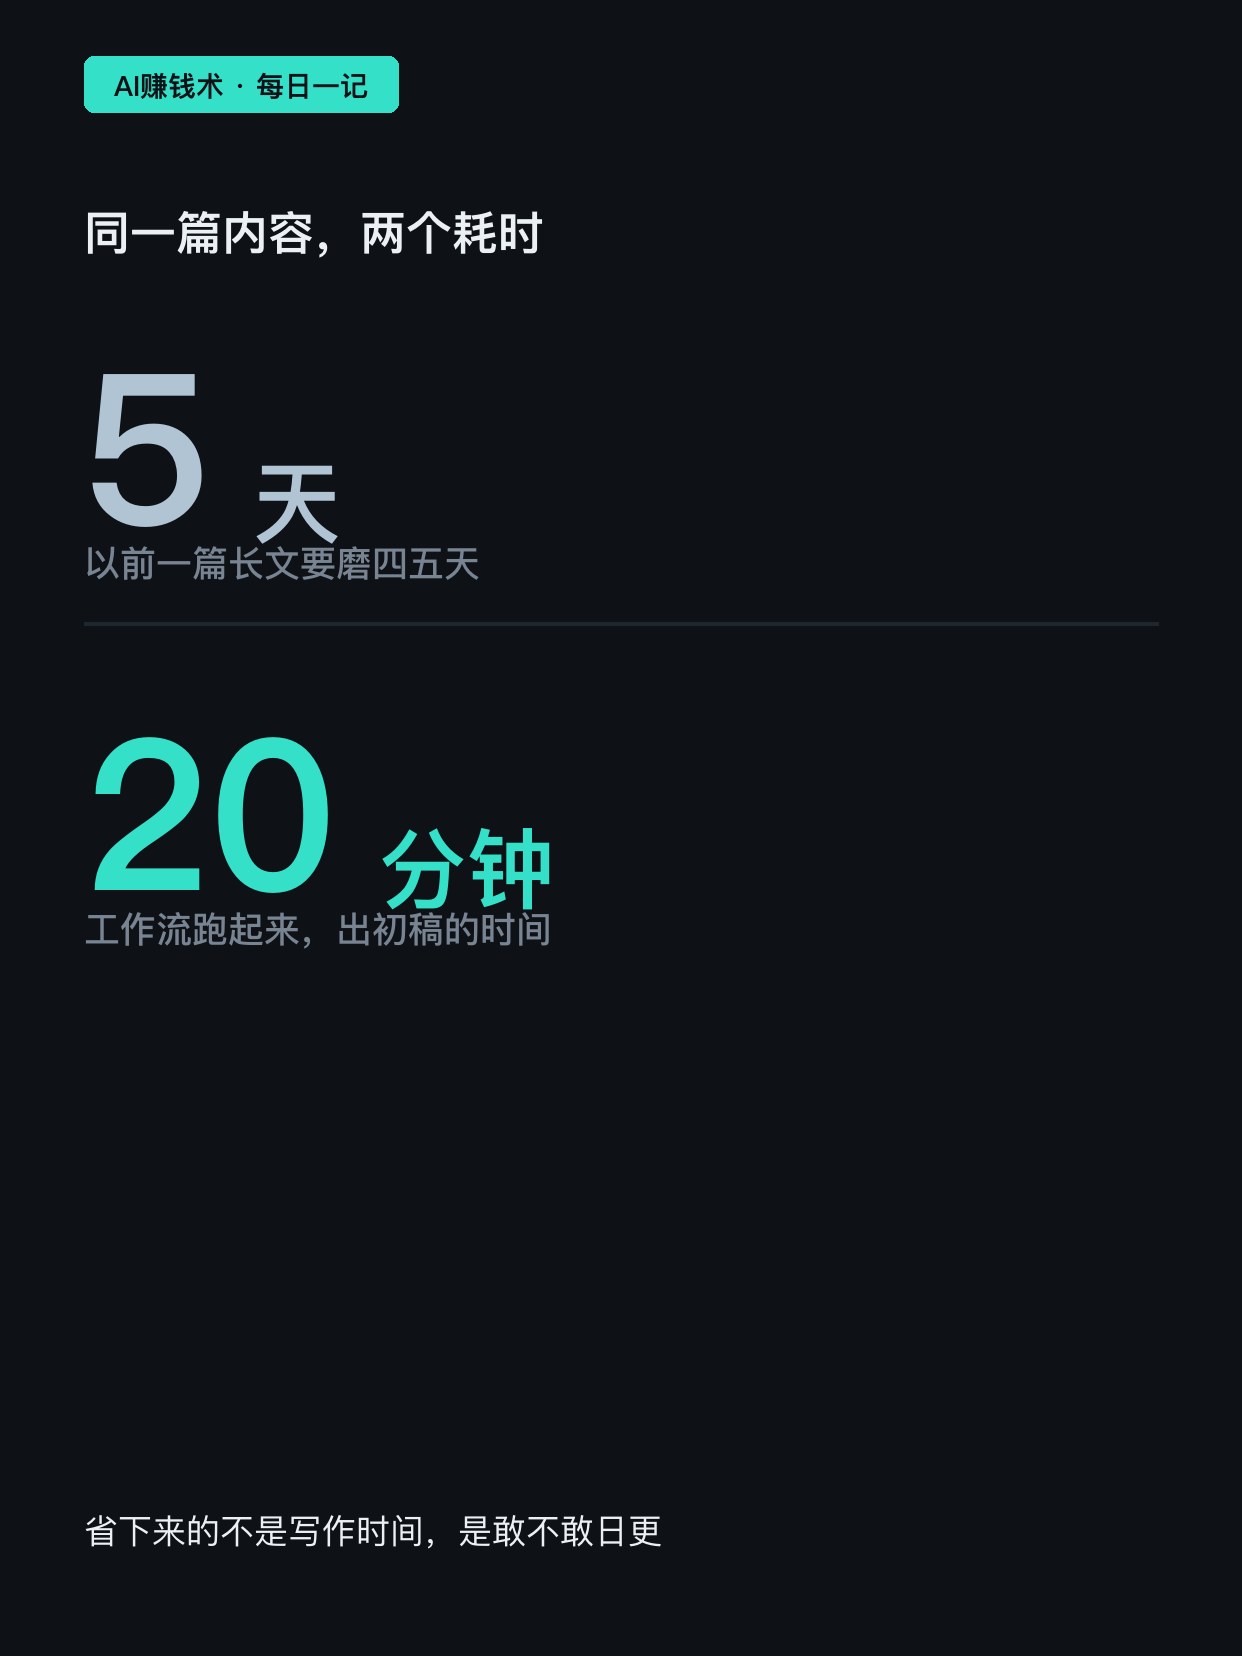 AI赚钱术 · 每日一记
同一篇内容，两个耗时
5 天
以前一篇长文要磨四五天
20 分钟
工作流跑起来，出初稿的时间
省下来的不是写作时间，是敢不敢日更